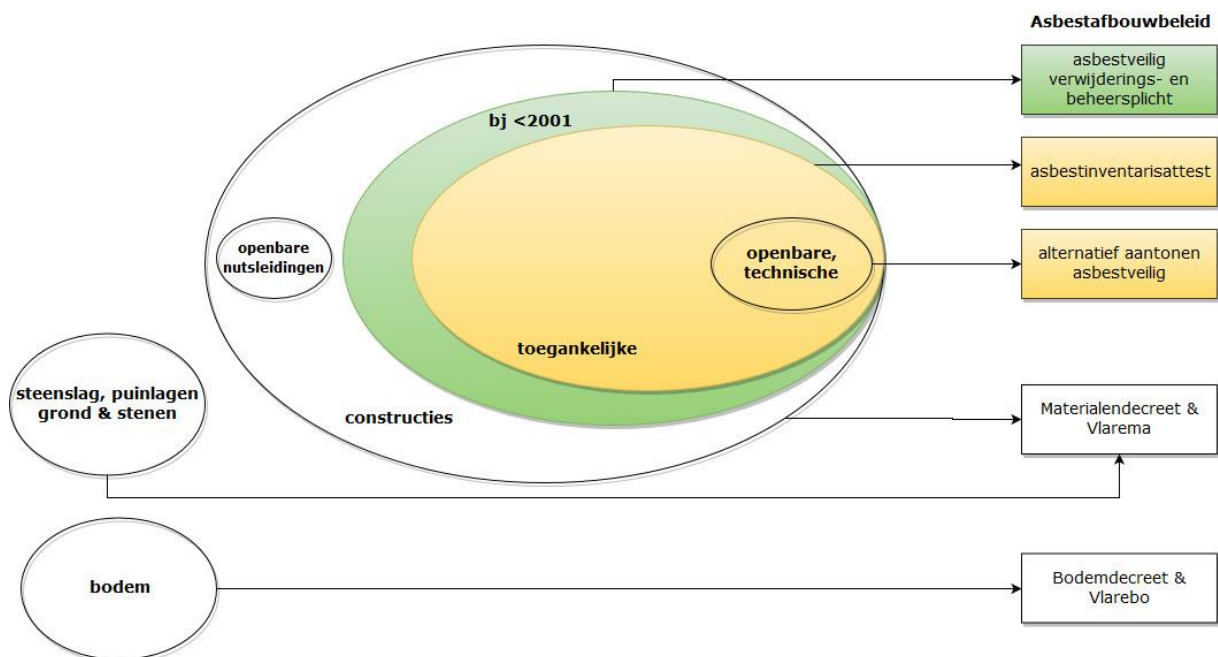 Asbestafbouwbeleid
asbestveilig
verwijderings- en
beheersplicht
bj <2001
asbestinventarisattest
openbare
nutsleidingen
openbare,
technische
alternatief aantonen
asbestveilig
toegankelijke
steenslag, puinlagen
grond & stenen
constructies
Materialendecreet &
Vlarema
bodem
Bodemdecreet &
Vlarebo